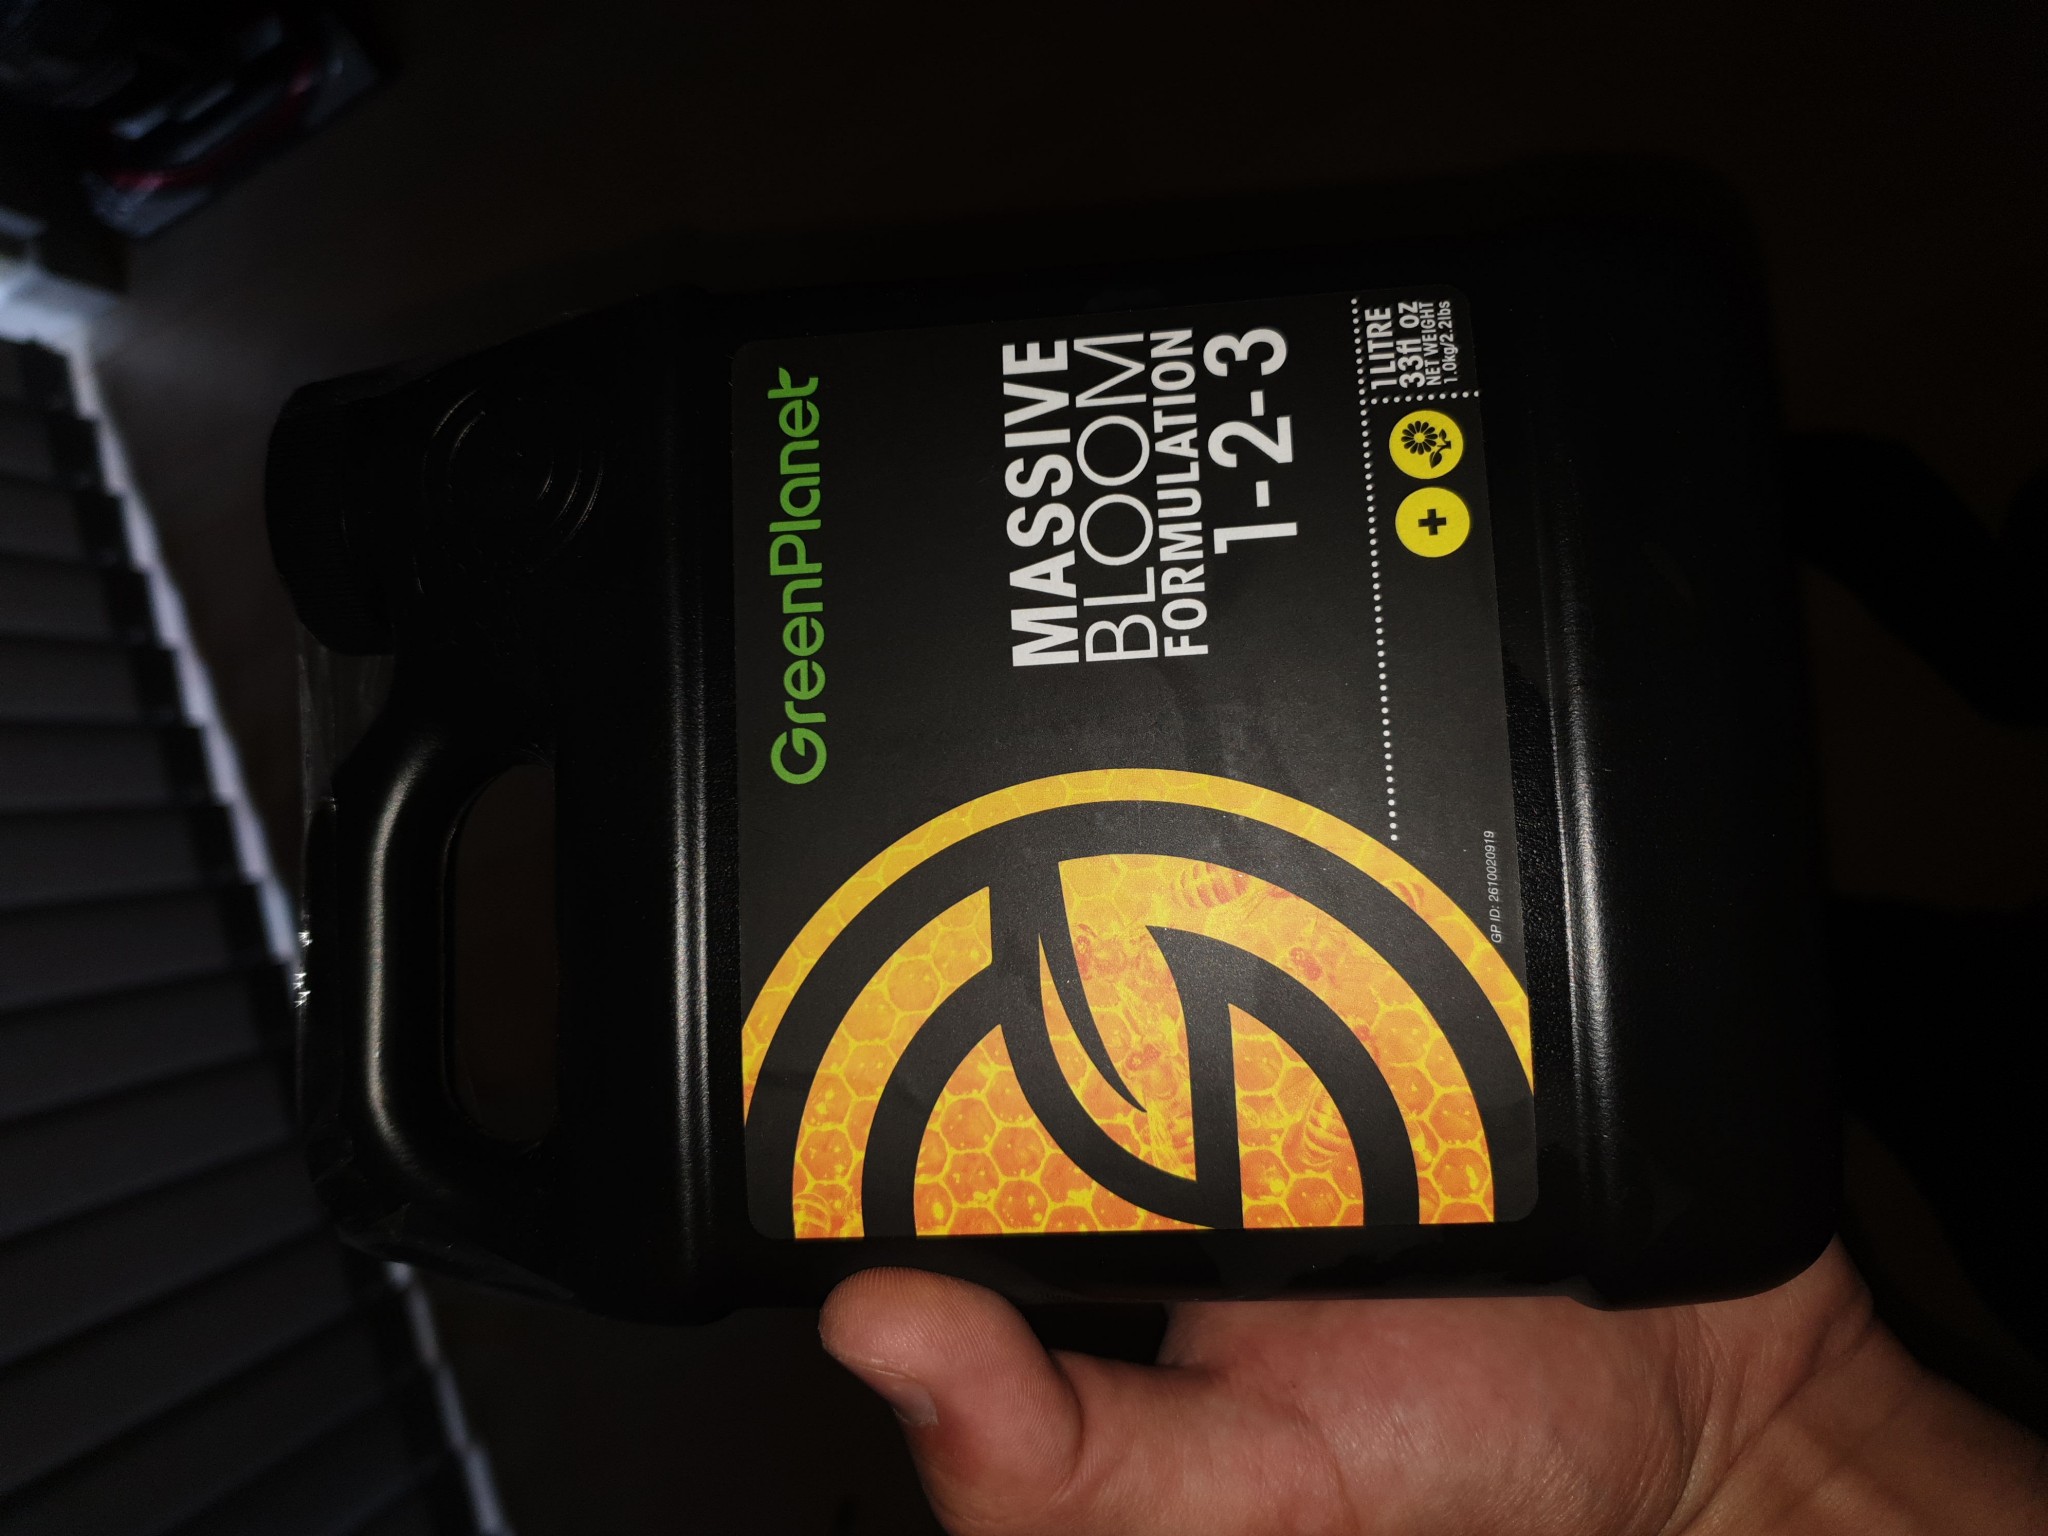 GreenPlanet
MASSIVE
BLOOM
FORMULATION
1-2-3
1 LITRE
33fl OZ
NET WEIGHT
1.0kg/2.2lbs
+
GP ID: 2610020919